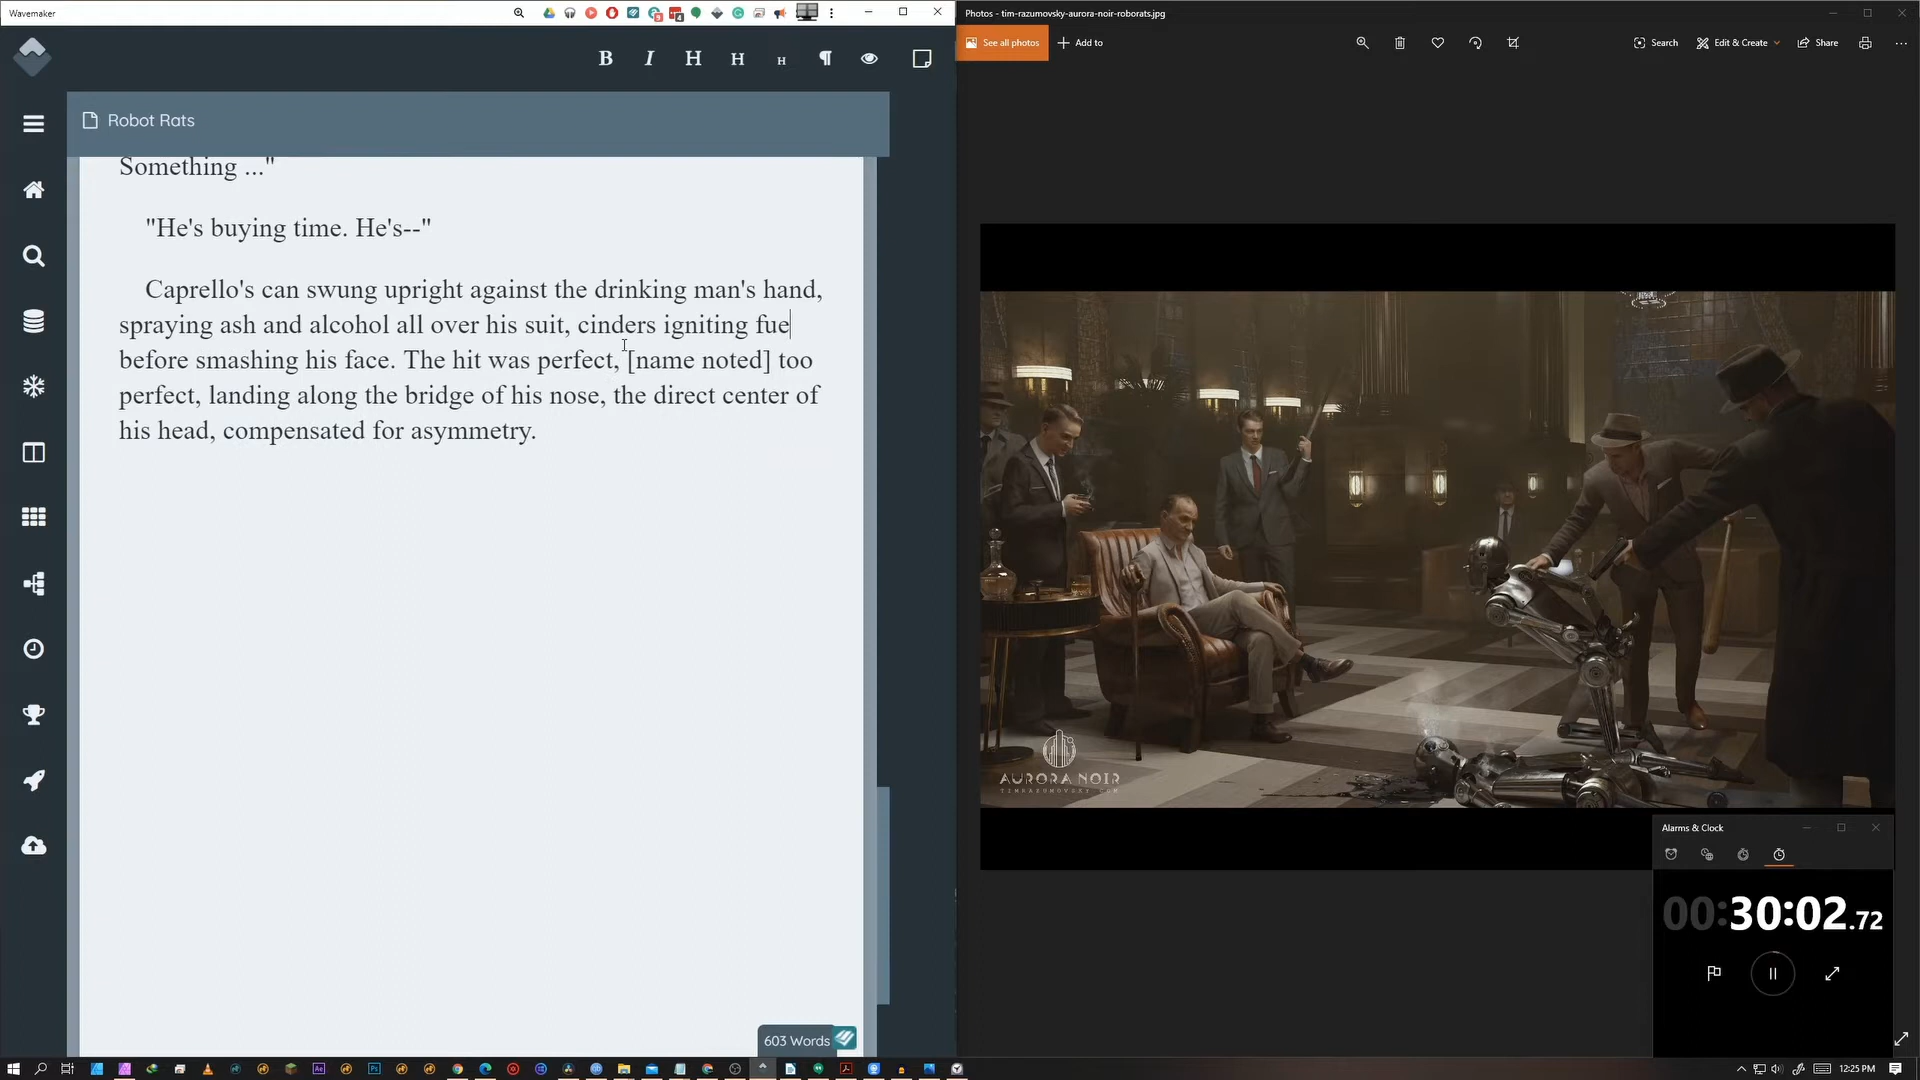 Wavemaker
B I H H H ¶
Robot Rats
Something ..."
"He's buying time. He's--"
Caprello's can swung upright against the drinking man's hand,
spraying ash and alcohol all over his suit, cinders igniting fue
before smashing his face. The hit was perfect, [name noted] too
perfect, landing along the bridge of his nose, the direct center of
his head, compensated for asymmetry.
603 Words
Photos - tim-razumovsky-aurora-noir-roborats.jpg
See all photos
Add to
Search
Edit & Create
Share
AURORA NOIR
TIMRAZUMOVSKY.COM
Alarms & Clock
00:30:02.72
12:25 PM